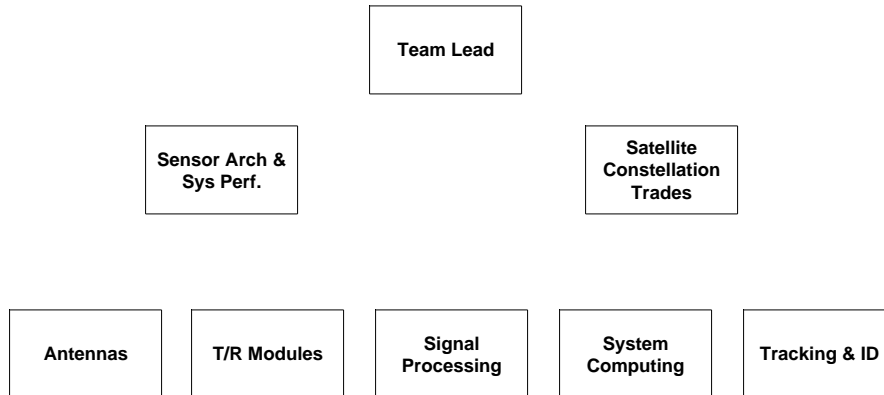 Team Lead
Sensor Arch &
Sys Perf.
Satellite
Constellation
Trades
Antennas
T/R Modules
Signal
Processing
System
Computing
Tracking & ID